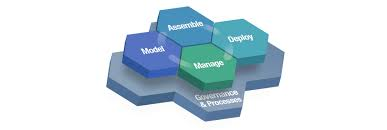 Assemble
Deploy
Model
Manage
Governance
& Processes